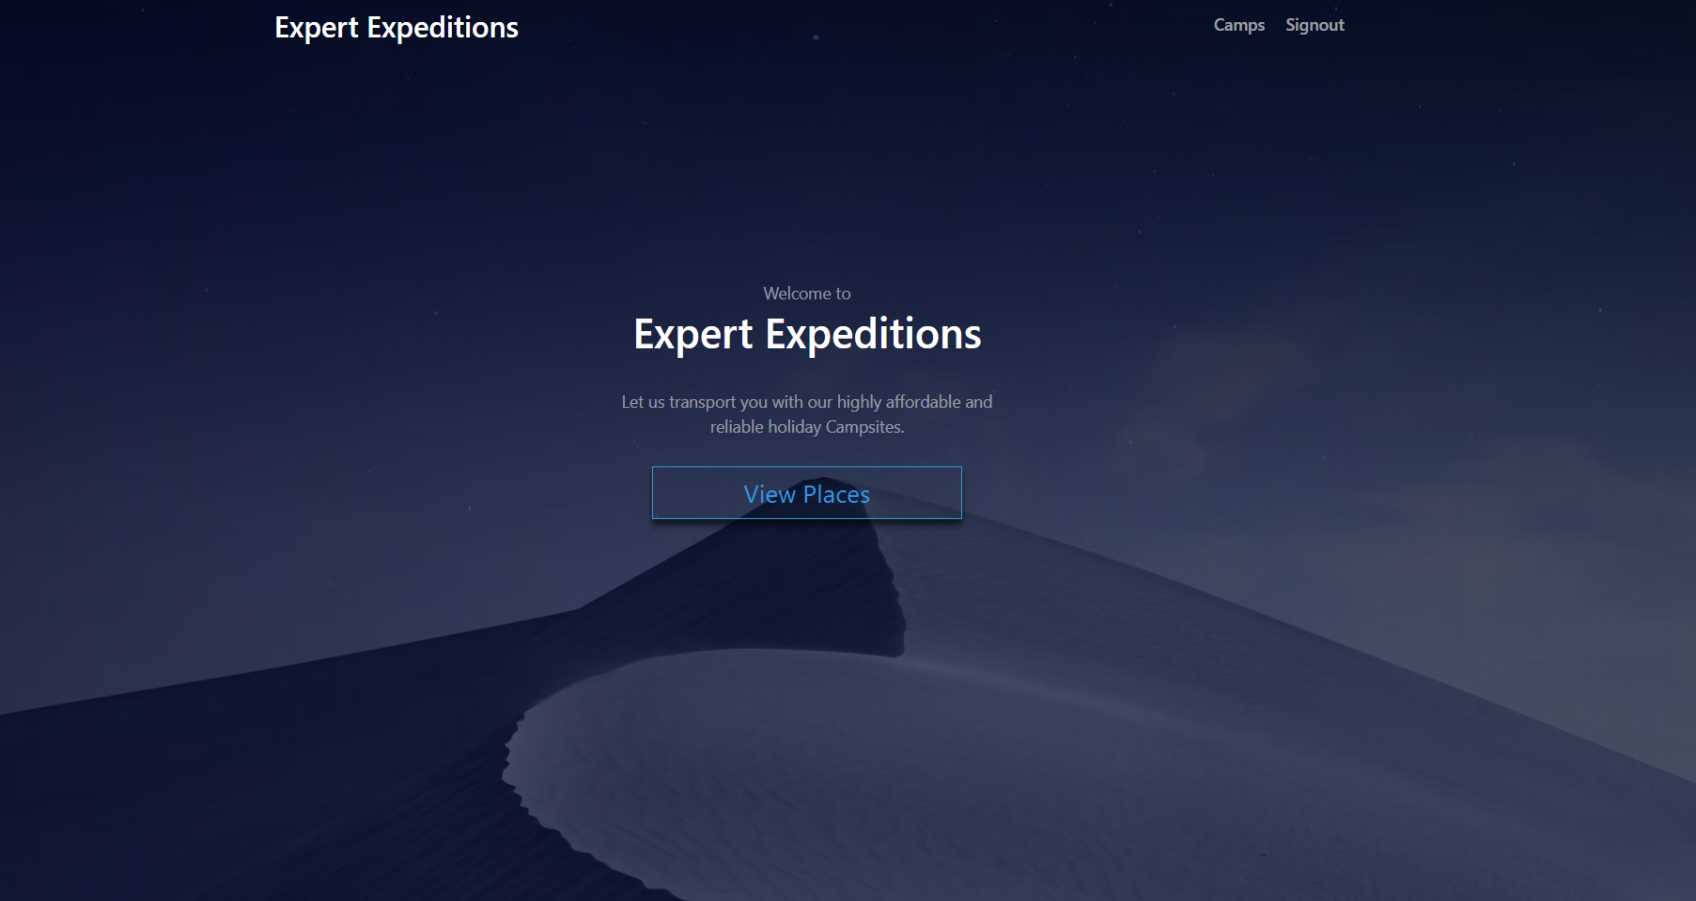 Expert Expeditions
Camps Signout
Welcome to
Expert Expeditions
Let us transport you with our highly affordable and
reliable holiday Campsites.
View Places